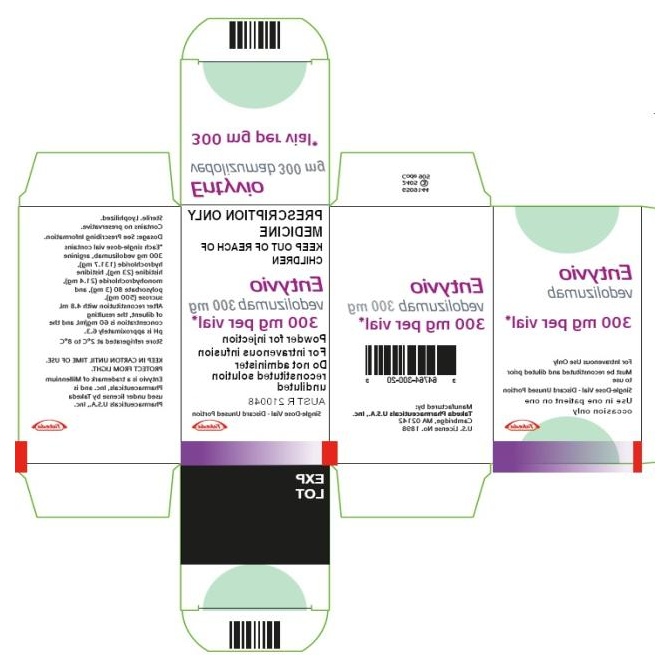 300 mg per vial*
vedolizumab 300 mg
Entyvio
PRESCRIPTION ONLY
MEDICINE
KEEP OUT OF REACH OF
CHILDREN
Entyvio
vedolizumab 300 mg
300 mg per vial*
Powder for injection
For intravenous infusion
Do not administer
reconstituted solution
undiluted
AUST R 210048
Single-Dose Vial - Discard Unused Portion
Takeda
EXP
LOT
Sterile. Lyophilized.
Contains no preservative.
Dosage: See Prescribing Information.
*Each single-dose vial contains
300 mg vedolizumab, arginine
hydrochloride (131.7 mg),
histidine (23 mg), histidine
monohydrochloride (21.4 mg),
polysorbate 80 (3 mg), and
sucrose (500 mg).
After reconstitution with 4.8 mL
of diluent, the resulting
concentration is 60 mg/mL and the
pH is approximately 6.3.
Store refrigerated at 2°C to 8°C
KEEP IN CARTON UNTIL TIME OF USE.
PROTECT FROM LIGHT.
Entyvio is a trademark of Millennium
Pharmaceuticals, Inc. and is
used under license by Takeda
Pharmaceuticals U.S.A., Inc.
Takeda
Code 905
Entyvio
vedolizumab 300 mg
300 mg per vial*
3 64764-300-20 9
Manufactured by:
Takeda Pharmaceuticals U.S.A., Inc.
Cambridge, MA 02142
U.S. License No. 1898
Entyvio
vedolizumab
300 mg per vial*
For Intravenous Use Only
Must be reconstituted and diluted prior
to use
Single-Dose Vial - Discard Unused Portion
Use in one patient on one
occasion only
Takeda